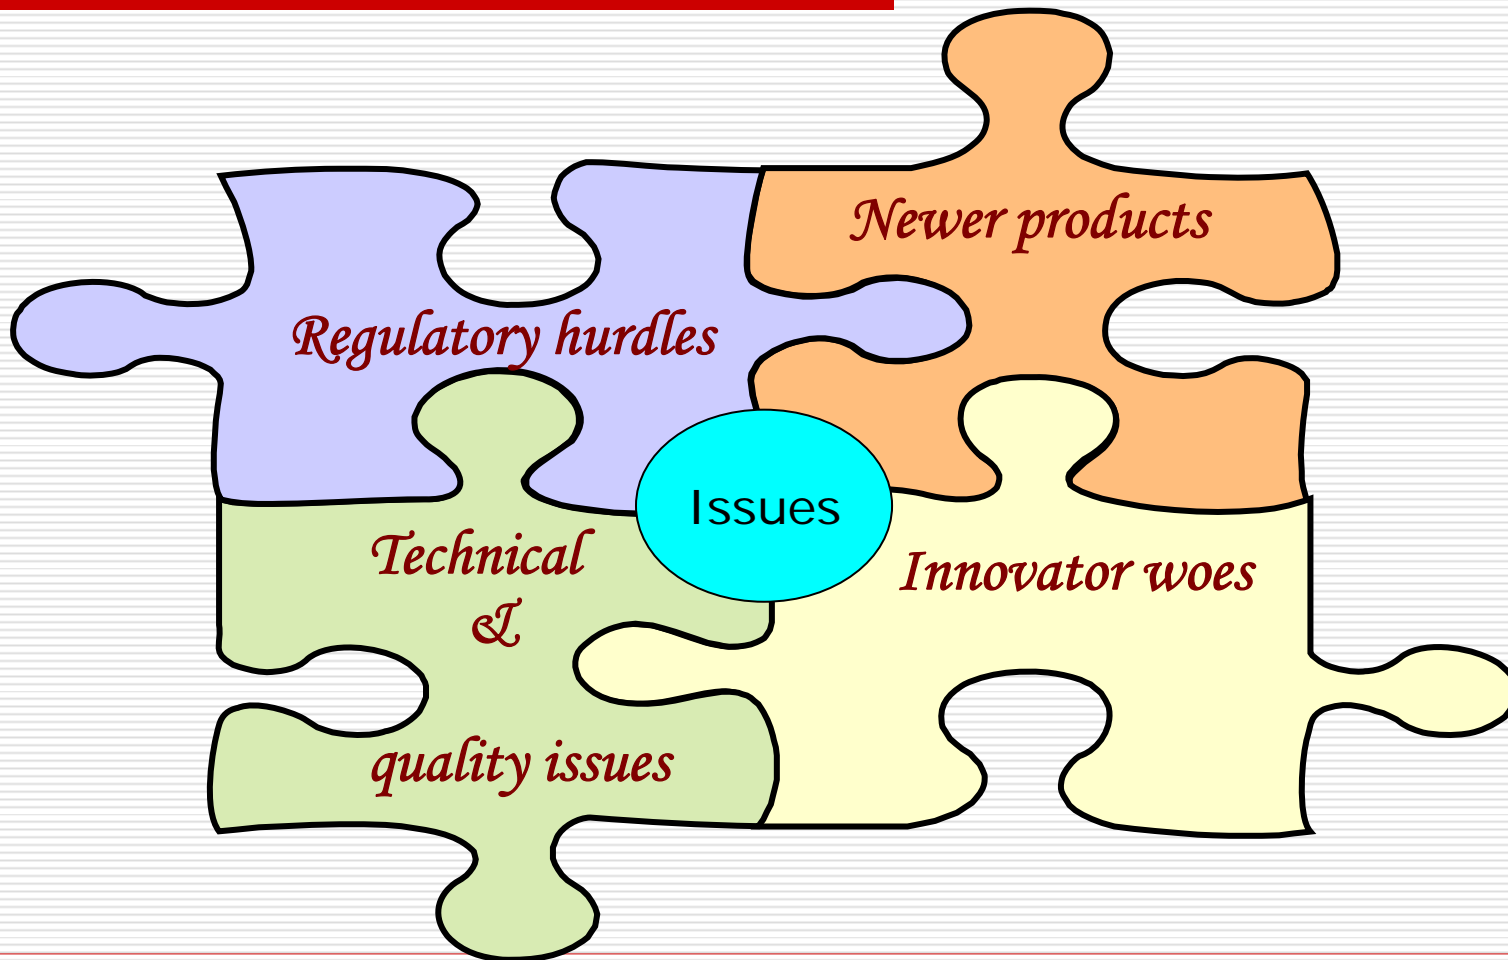 Newer products
Regulatory hurdles
Issues
Technical
&
quality issues
Innovator woes